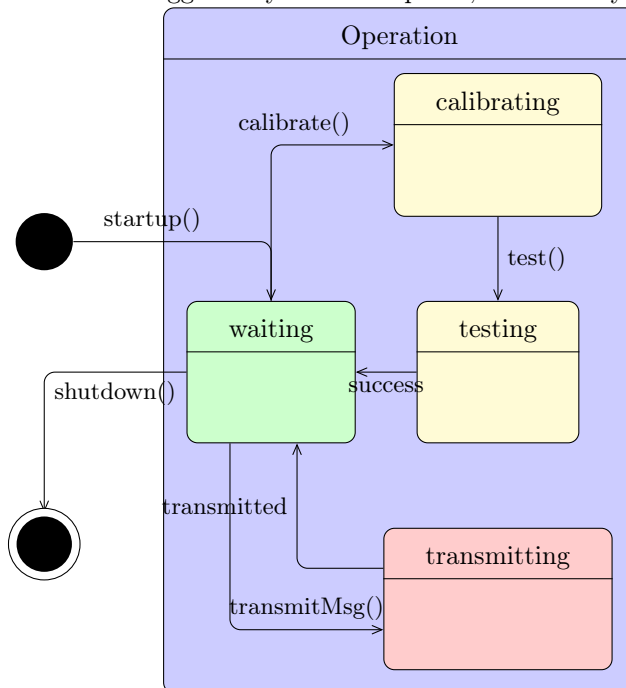 Operation
calibrating
calibrate()
startup()
test()
waiting
testing
shutdown()
success
transmitted
transmitting
transmitMsg()